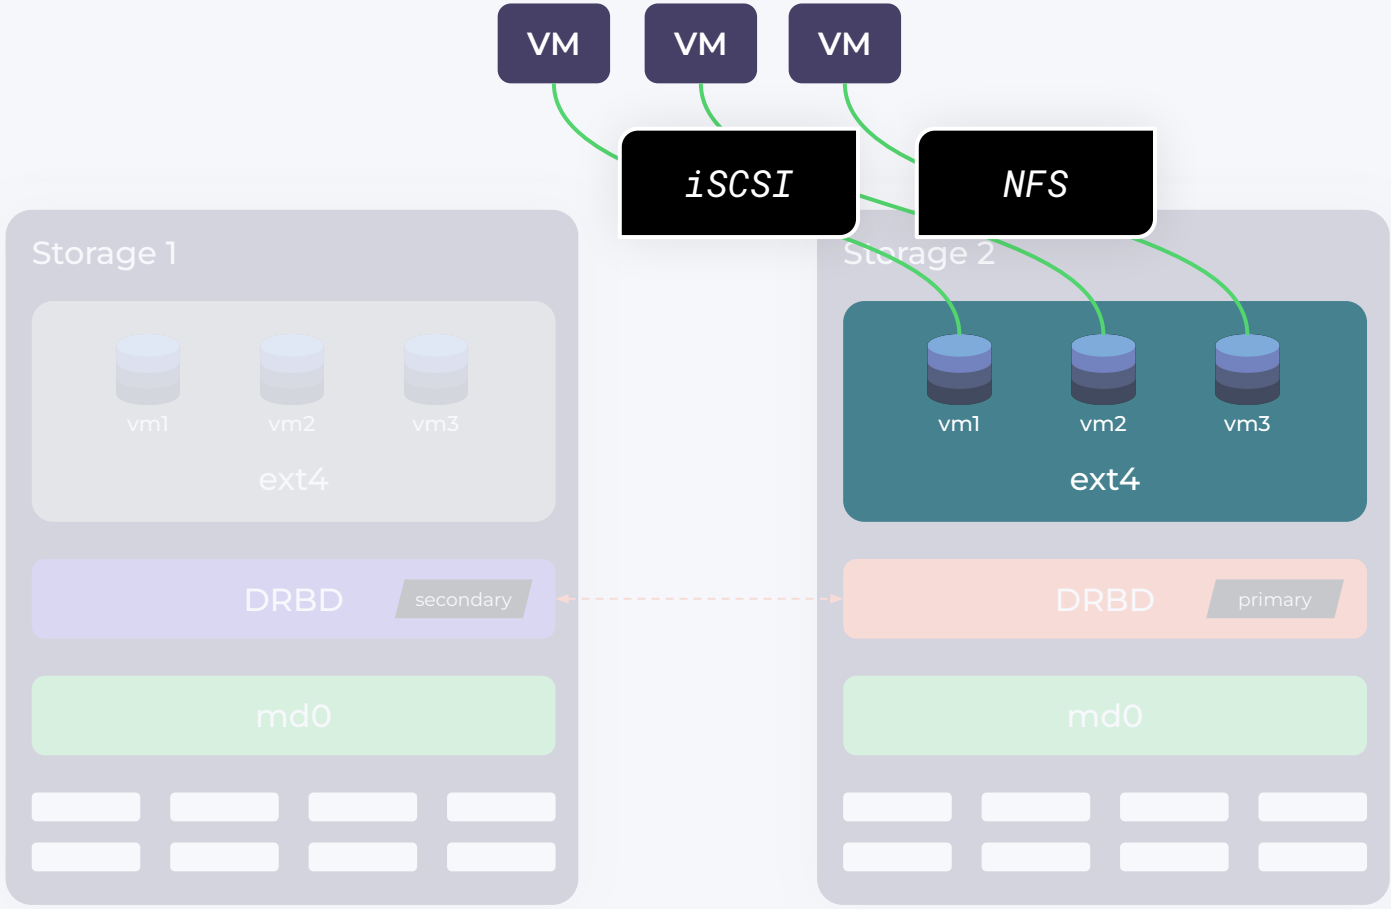 VM
VM
VM
iSCSI
NFS
Storage 1
vm1
vm2
vm3
ext4
DRBD
secondary
md0
Storage 2
vm1
vm2
vm3
ext4
DRBD
primary
md0